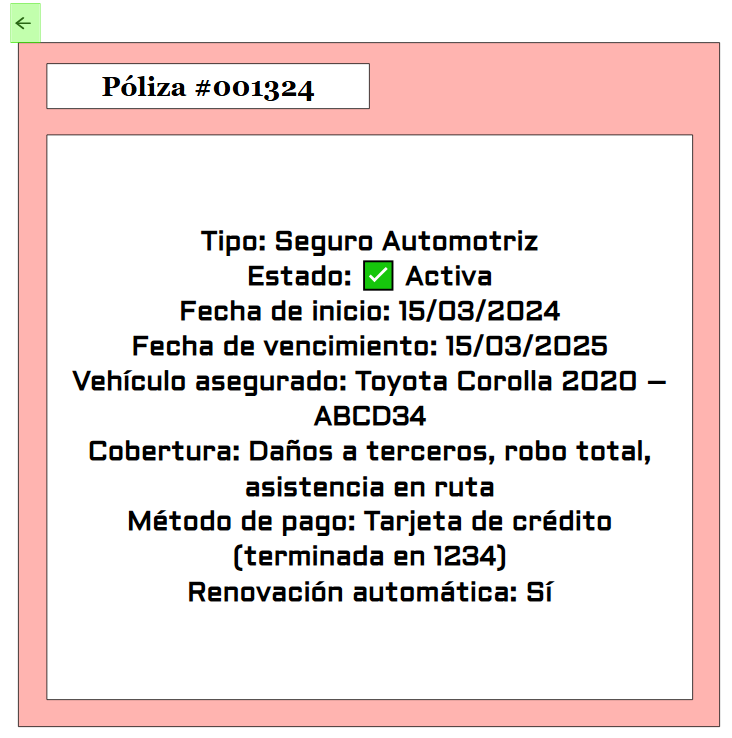 ←
Póliza #001324
Tipo: Seguro Automotriz
Estado: ✅ Activa
Fecha de inicio: 15/03/2024
Fecha de vencimiento: 15/03/2025
Vehículo asegurado: Toyota Corolla 2020 –
ABCD34
Cobertura: Daños a terceros, robo total,
asistencia en ruta
Método de pago: Tarjeta de crédito
(terminada en 1234)
Renovación automática: Sí